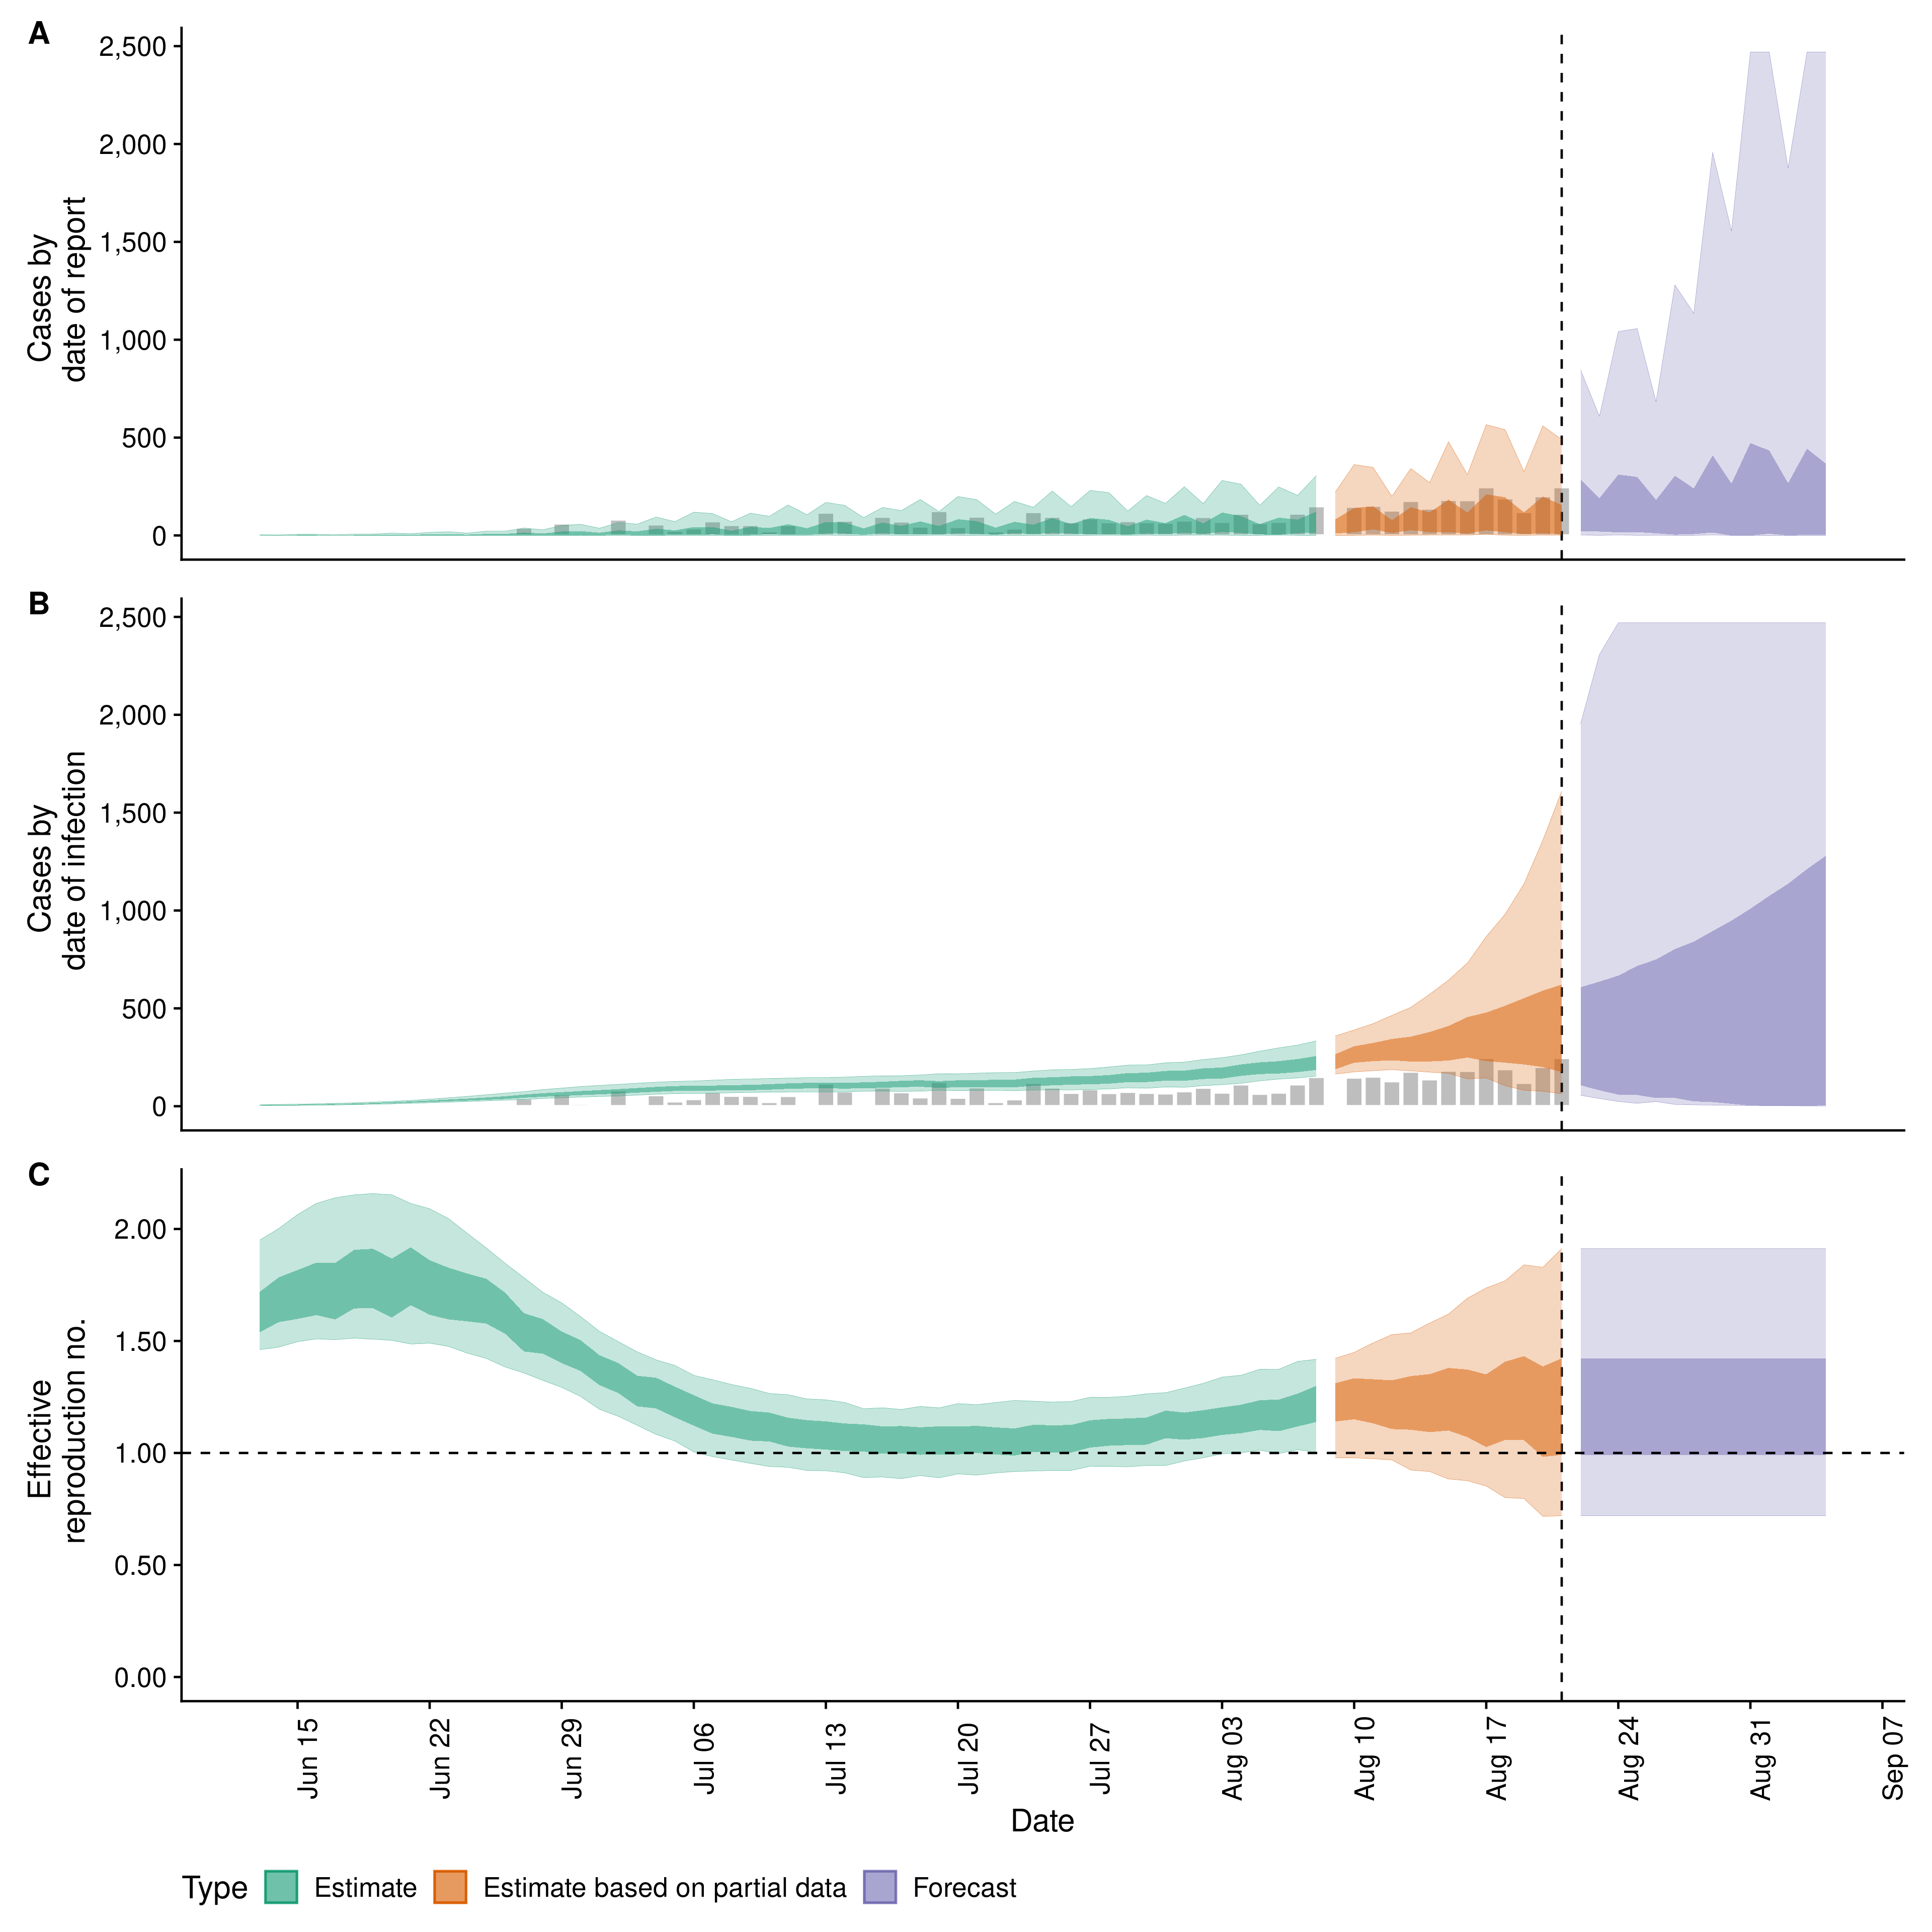 A
Cases by
date of report
2,500
2,000
1,500
1,000
500
0
B
Cases by
date of infection
2,500
2,000
1,500
1,000
500
0
C
Effective
reproduction no.
2.00
1.50
1.00
0.50
0.00
Jun 15
Jun 22
Jun 29
Jul 06
Jul 13
Jul 20
Jul 27
Aug 03
Aug 10
Aug 17
Aug 24
Aug 31
Sep 07
Date
Type Estimate Estimate based on partial data Forecast